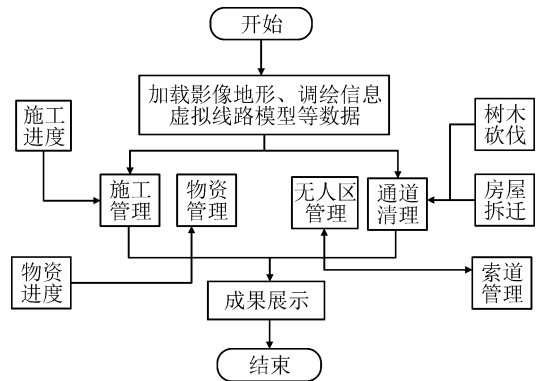 开始
加载影像地形、调绘信息
虚拟线路模型等数据
施工
进度
树木
砍伐
施工
管理
物资
管理
无人区
管理
通道
清理
房屋
拆迁
物资
进度
成果展示
索道
管理
结束